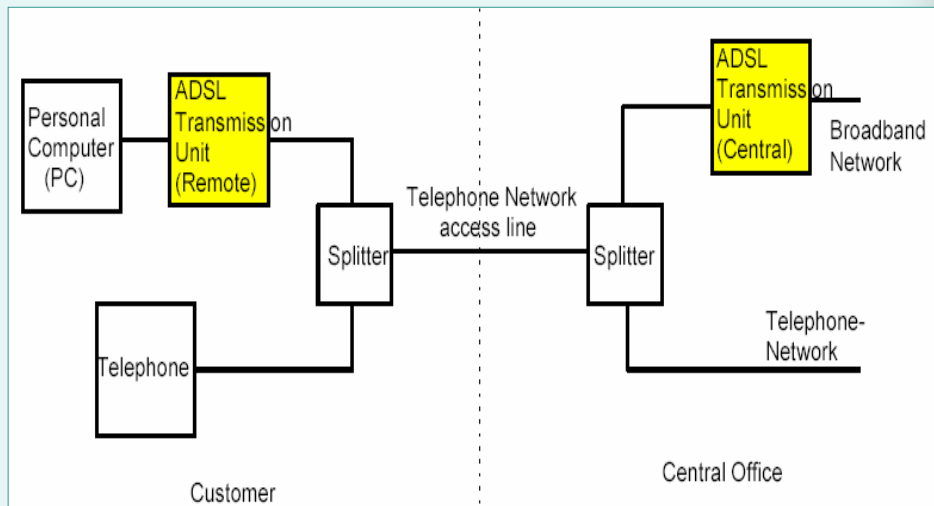 Personal
Computer
(PC)
ADSL
Transmission
Unit
(Remote)
Splitter
Telephone
Customer
Telephone Network
access line
Splitter
ADSL
Transmission
Unit
(Central)
Broadband
Network
Telephone-
Network
Central Office